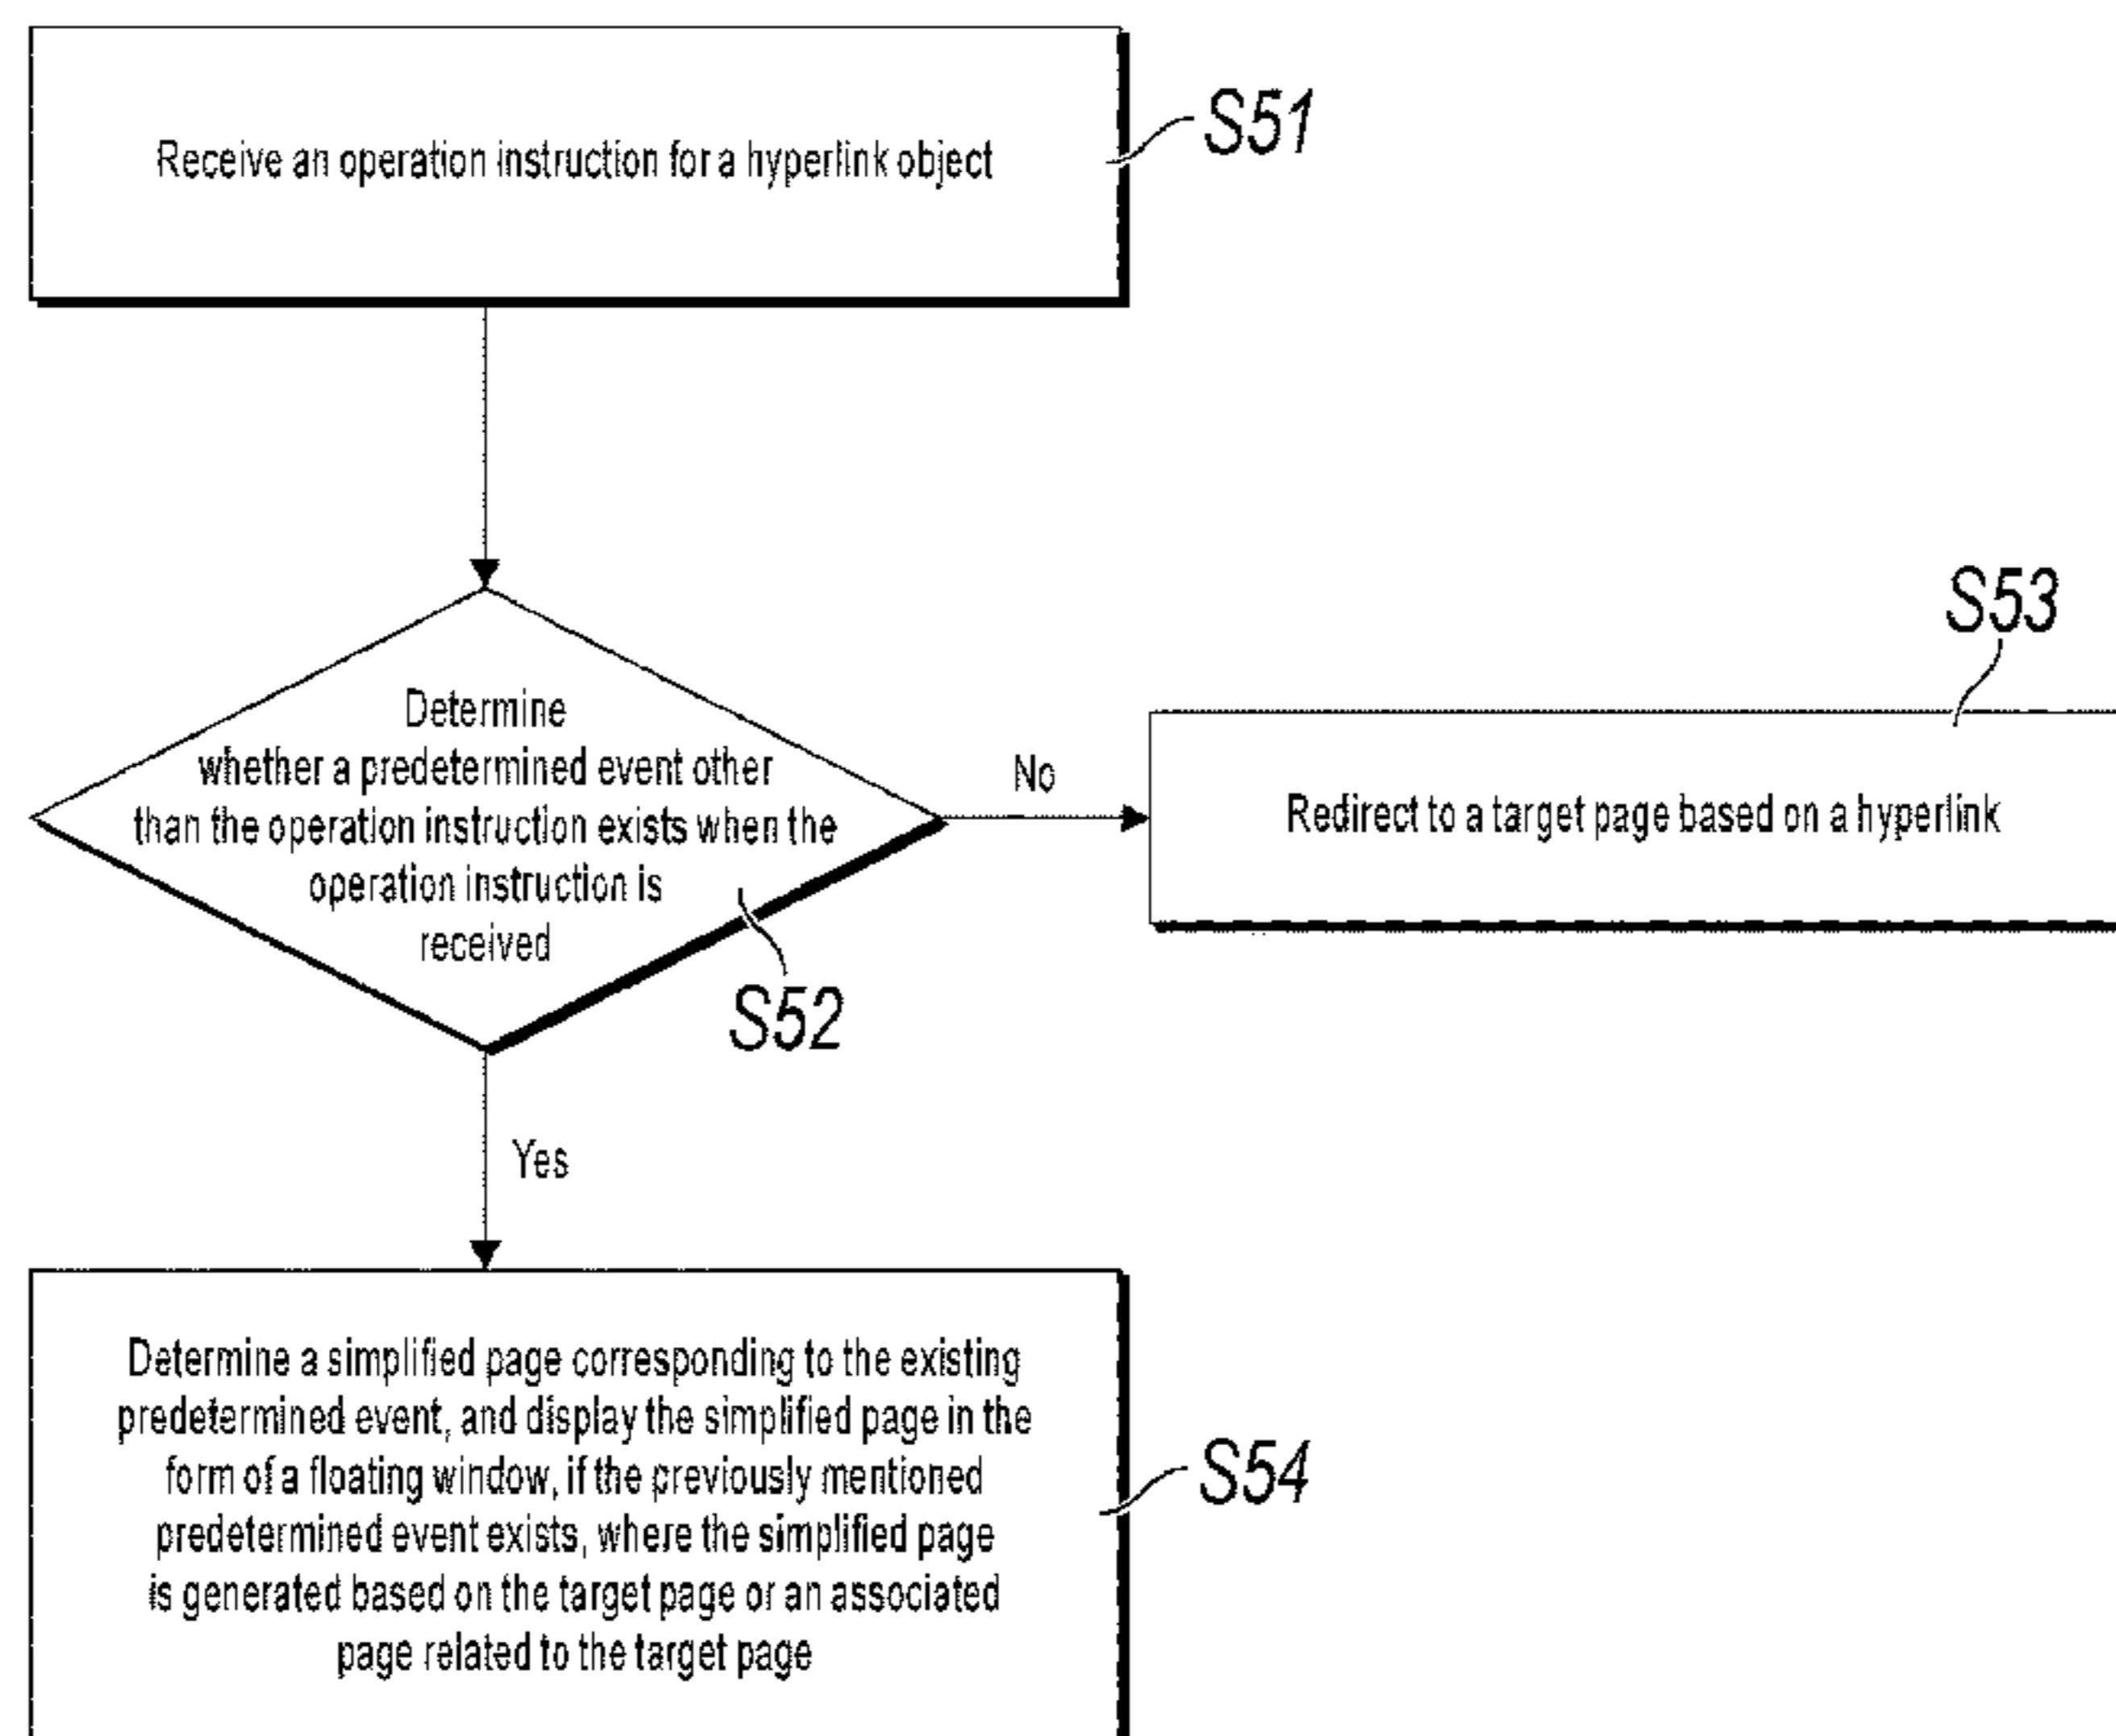 Receive an operation instruction for a hyperlink object
S51
Determine
whether a predetermined event other
than the operation instruction exists when the
operation instruction is
received
S52
No
S53
Redirect to a target page based on a hyperlink
Yes
Determine a simplified page corresponding to the existing
predetermined event, and display the simplified page in the
form of a floating window, if the previously mentioned
predetermined event exists, where the simplified page
is generated based on the target page or an associated
page related to the target page
S54